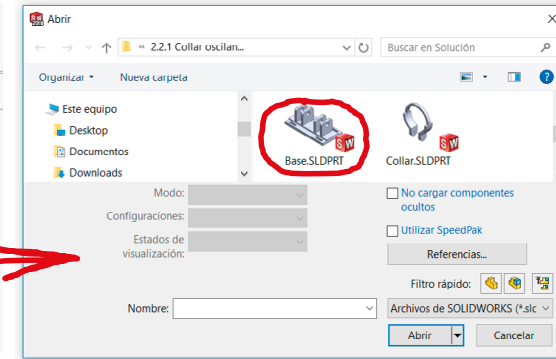 Abrir
« 2.2.1 Collar oscilan...
Buscar en Solución
Organizar
Nueva carpeta
Este equipo
Desktop
Documentos
Downloads
Base.SLDPRT
Collar.SLDPRT
Modo:
Configuraciones:
Estados de
visualización:
No cargar componentes
ocultos
Utilizar SpeedPak
Referencias...
Filtro rápido:
Nombre:
Archivos de SOLIDWORKS (*.slc
Abrir
Cancelar